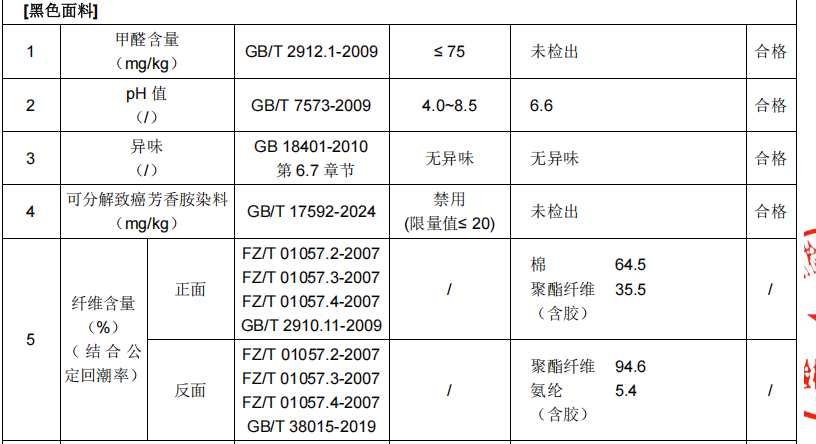 [黑色面料]
1
甲醛含量
（mg/kg）
GB/T 2912.1-2009
≤ 75
未检出
合格
2
pH 值
（/）
GB/T 7573-2009
4.0~8.5
6.6
合格
3
异味
（/）
GB 18401-2010
第 6.7 章节
无异味
无异味
合格
4
可分解致癌芳香胺染料
（mg/kg）
GB/T 17592-2024
禁用
(限量值≤ 20)
未检出
合格
5
纤维含量
（%）
（结合公
定回潮率）
正面
FZ/T 01057.2-2007
FZ/T 01057.3-2007
FZ/T 01057.4-2007
GB/T 2910.11-2009
/
棉 64.5
聚酯纤维 35.5
（含胶）
/
反面
FZ/T 01057.2-2007
FZ/T 01057.3-2007
FZ/T 01057.4-2007
GB/T 38015-2019
/
聚酯纤维 94.6
氨纶 5.4
（含胶）
/